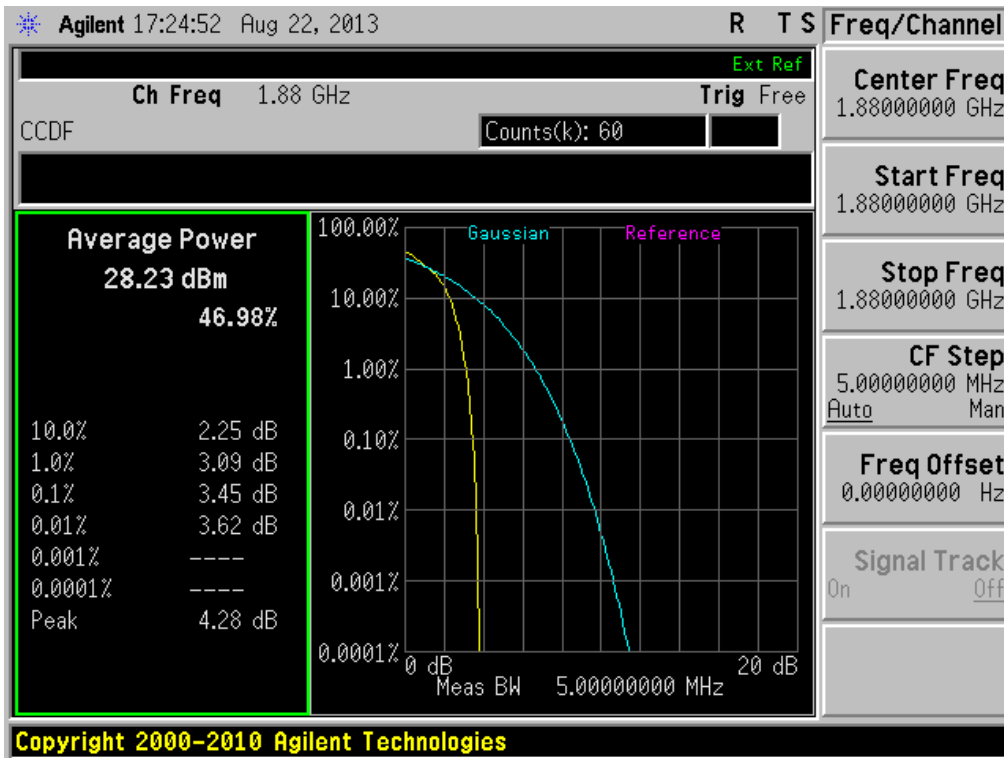 Agilent 17:24:52 Aug 22, 2013 R T S
Ext Ref
Ch Freq 1.88 GHz Trig Free
CCDF Counts(k): 60
Average Power
28.23 dBm
46.98%
10.0% 2.25 dB
1.0% 3.09 dB
0.1% 3.45 dB
0.01% 3.62 dB
0.001% ----
0.0001% ----
Peak 4.28 dB
Gaussian Reference
100.00%
10.00%
1.00%
0.10%
0.01%
0.001%
0.0001%
0 dB 20 dB
Meas BW 5.00000000 MHz
Freq/Channel
Center Freq
1.88000000 GHz
Start Freq
1.88000000 GHz
Stop Freq
1.88000000 GHz
CF Step
5.00000000 MHz
Auto Man
Freq Offset
0.00000000 Hz
Signal Track
On Off
Copyright 2000-2010 Agilent Technologies